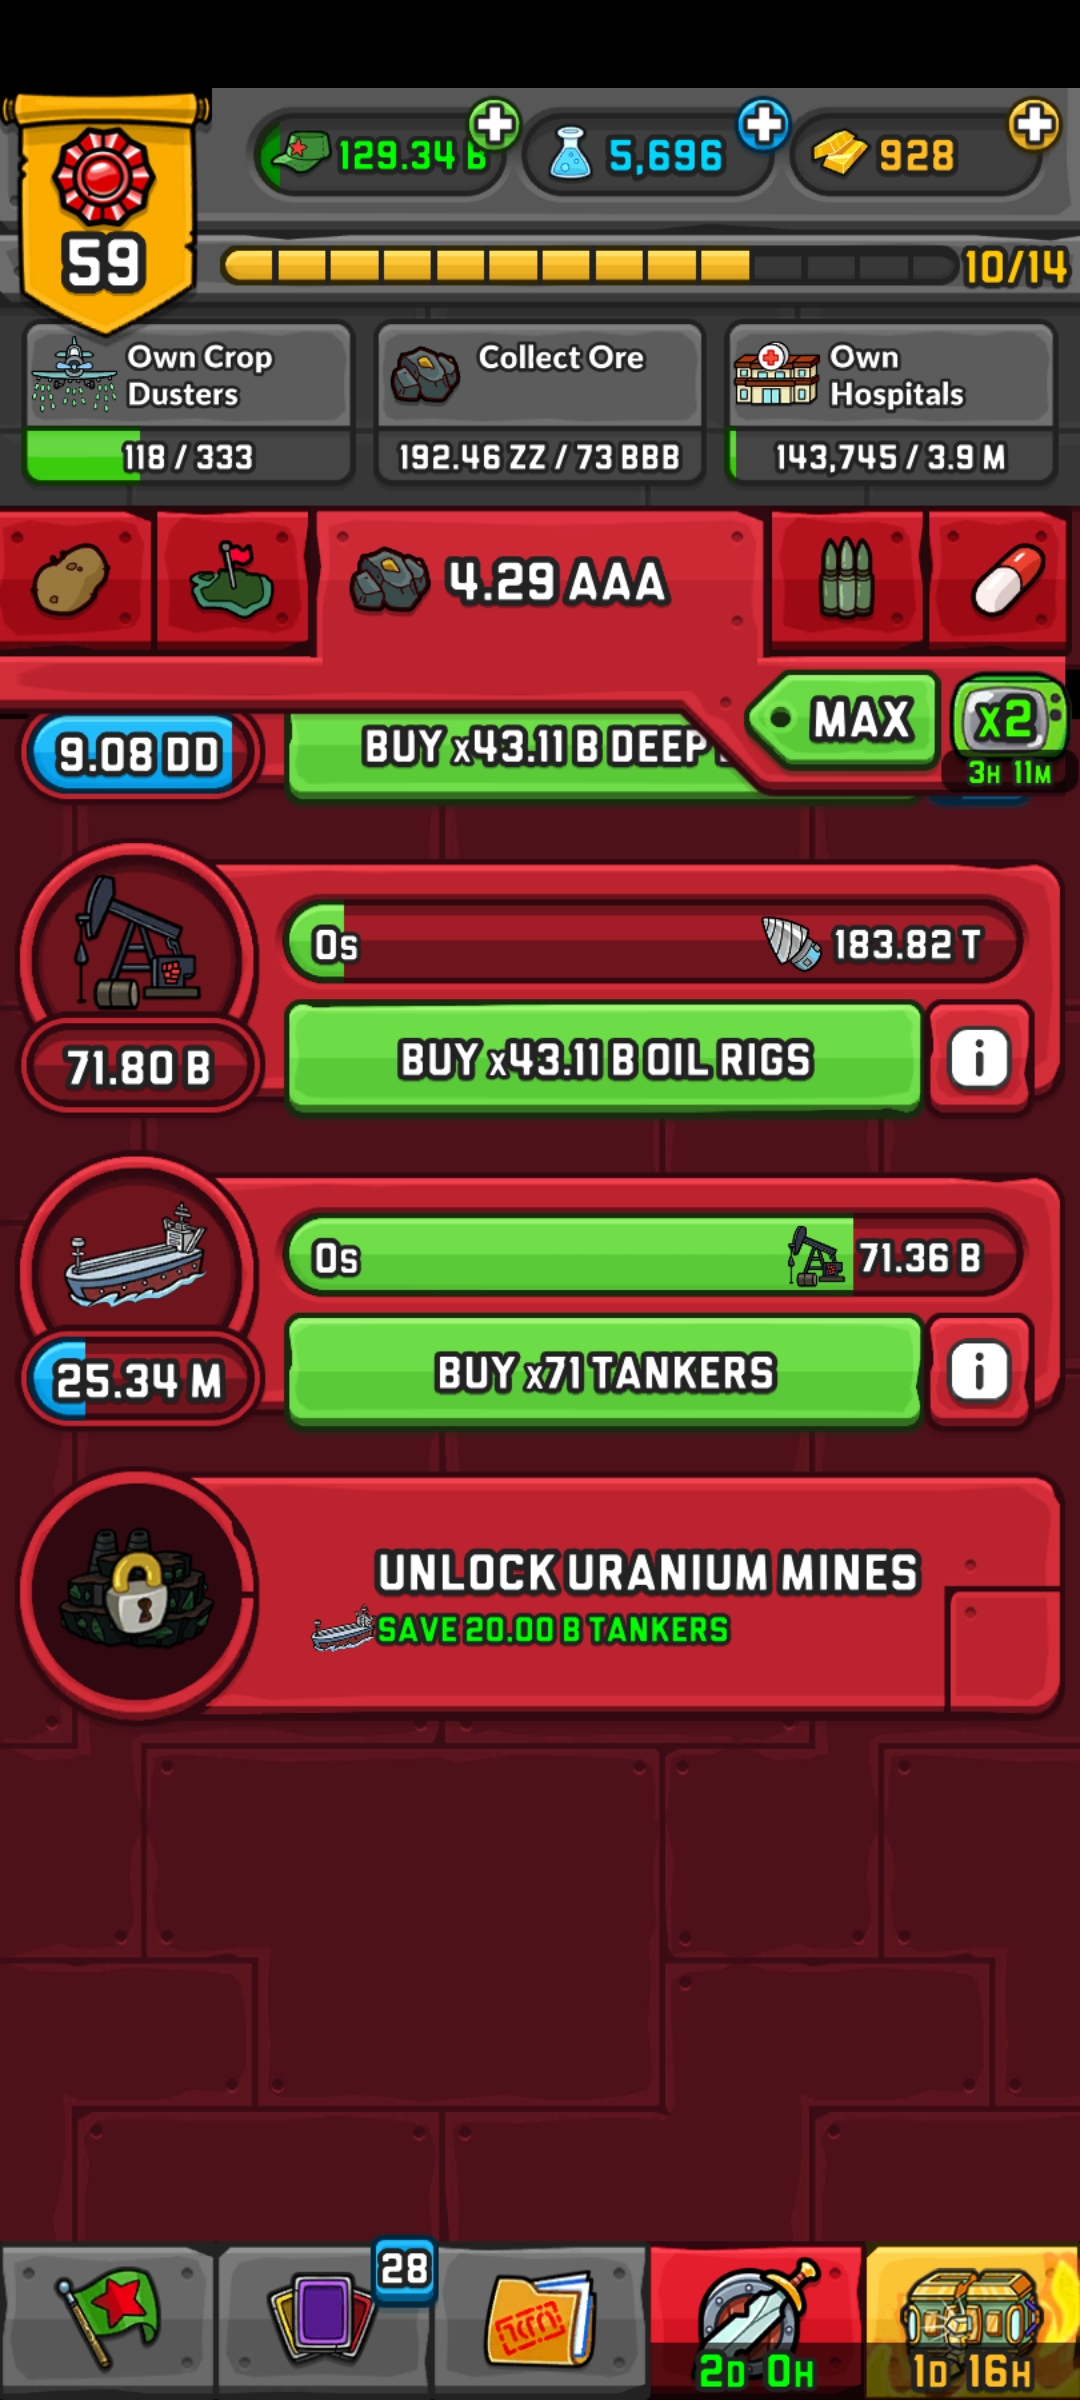 129.34 B
5,696
928
59
10/14
Own Crop
Dusters
118 / 333
Collect Ore
192.46 ZZ / 73 BBB
Own
Hospitals
143,745 / 3.9 M
4.29 AAA
MAX
x2
3H 11M
9.08 DD
BUY x43.11 B DEEP
0s
183.82 T
71.80 B
BUY x43.11 B OIL RIGS
i
0s
71.36 B
25.34 M
BUY x71 TANKERS
i
UNLOCK URANIUM MINES
SAVE 20.00 B TANKERS
28
2D 0H
1D 16H